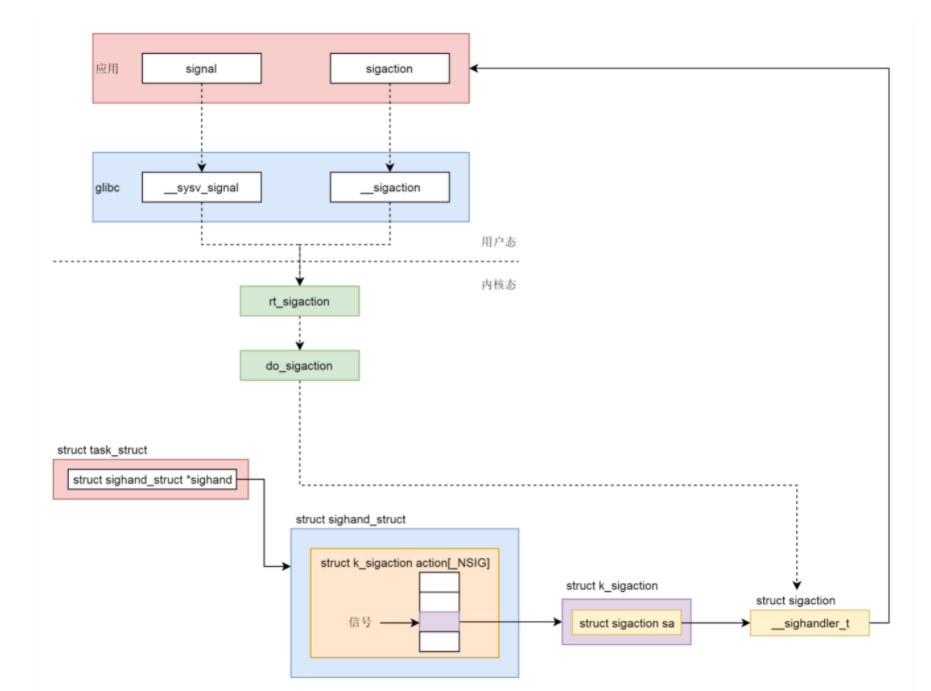 应用
signal
sigaction
glibc
__sysv_signal
__sigaction
用户态
内核态
rt_sigaction
do_sigaction
struct task_struct
struct sighand_struct *sighand
struct sighand_struct
struct k_sigaction action[_NSIG]
信号
struct k_sigaction
struct sigaction sa
struct sigaction
__sighandler_t